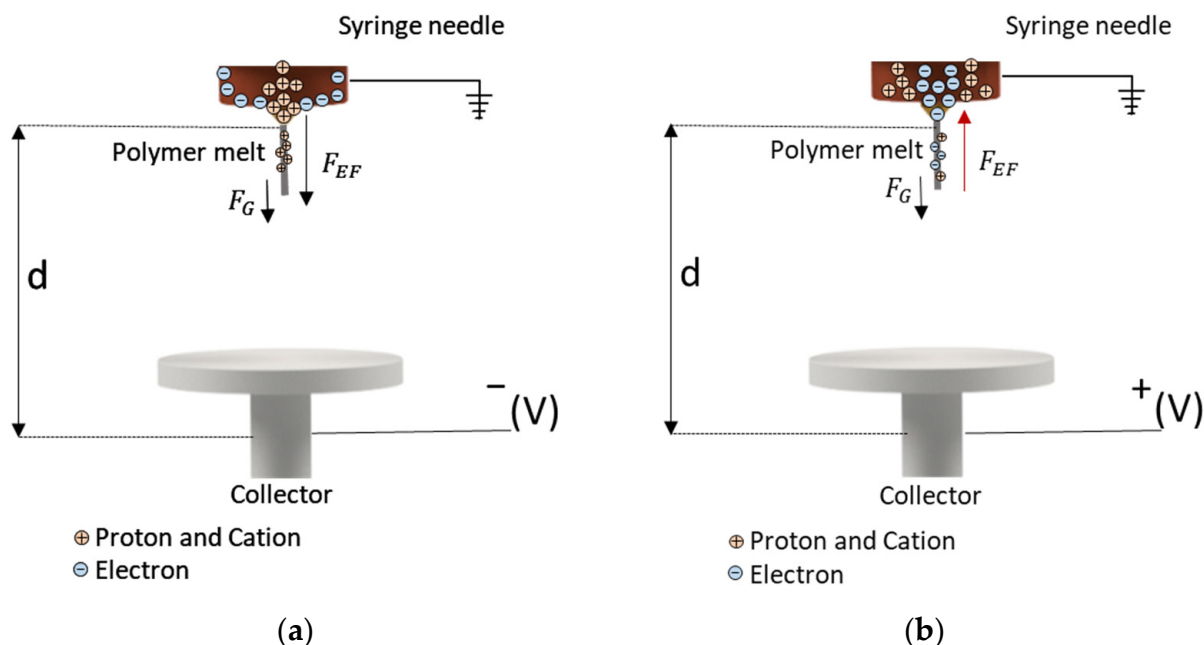 Syringe needle
Polymer melt
F_EF
F_G
d
− (V)
Collector
⊕ Proton and Cation
⊖ Electron
(a)
Syringe needle
Polymer melt
F_EF
F_G
d
+ (V)
Collector
⊕ Proton and Cation
⊖ Electron
(b)